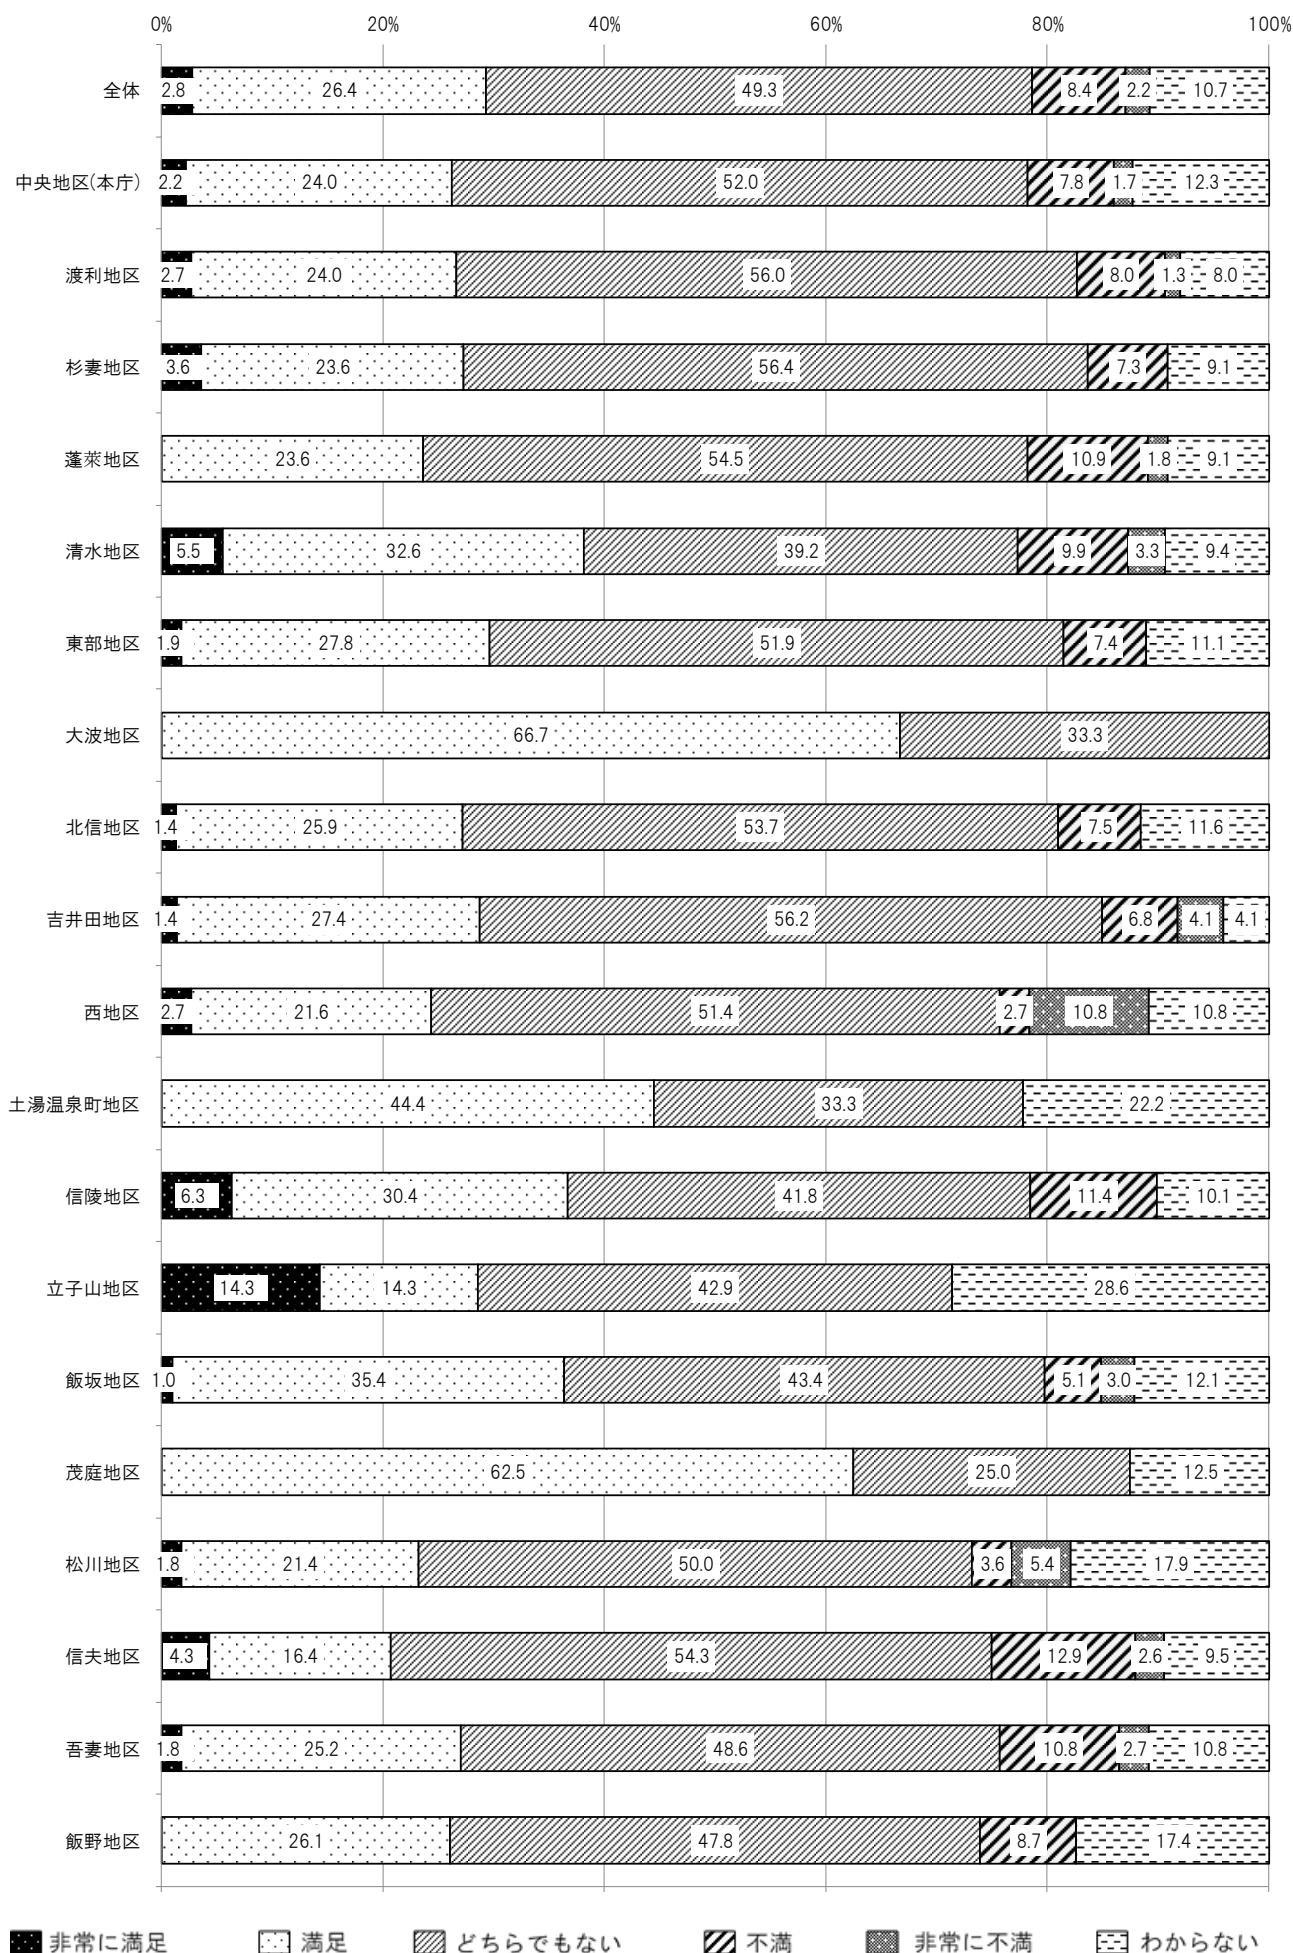 0% 20% 40% 60% 80% 100%
全体 2.8 26.4 49.3 8.4 2.2 10.7
中央地区(本庁) 2.2 24.0 52.0 7.8 1.7 12.3
渡利地区 2.7 24.0 56.0 8.0 1.3 8.0
杉妻地区 3.6 23.6 56.4 7.3 9.1
蓬萊地区 23.6 54.5 10.9 1.8 9.1
清水地区 5.5 32.6 39.2 9.9 3.3 9.4
東部地区 1.9 27.8 51.9 7.4 11.1
大波地区 66.7 33.3
北信地区 1.4 25.9 53.7 7.5 11.6
吉井田地区 1.4 27.4 56.2 6.8 4.1 4.1
西地区 2.7 21.6 51.4 2.7 10.8 10.8
土湯温泉町地区 44.4 33.3 22.2
信陵地区 6.3 30.4 41.8 11.4 10.1
立子山地区 14.3 14.3 42.9 28.6
飯坂地区 1.0 35.4 43.4 5.1 3.0 12.1
茂庭地区 62.5 25.0 12.5
松川地区 1.8 21.4 50.0 3.6 5.4 17.9
信夫地区 4.3 16.4 54.3 12.9 2.6 9.5
吾妻地区 1.8 25.2 48.6 10.8 2.7 10.8
飯野地区 26.1 47.8 8.7 17.4
非常に満足 満足 どちらでもない 不満 非常に不満 わからない